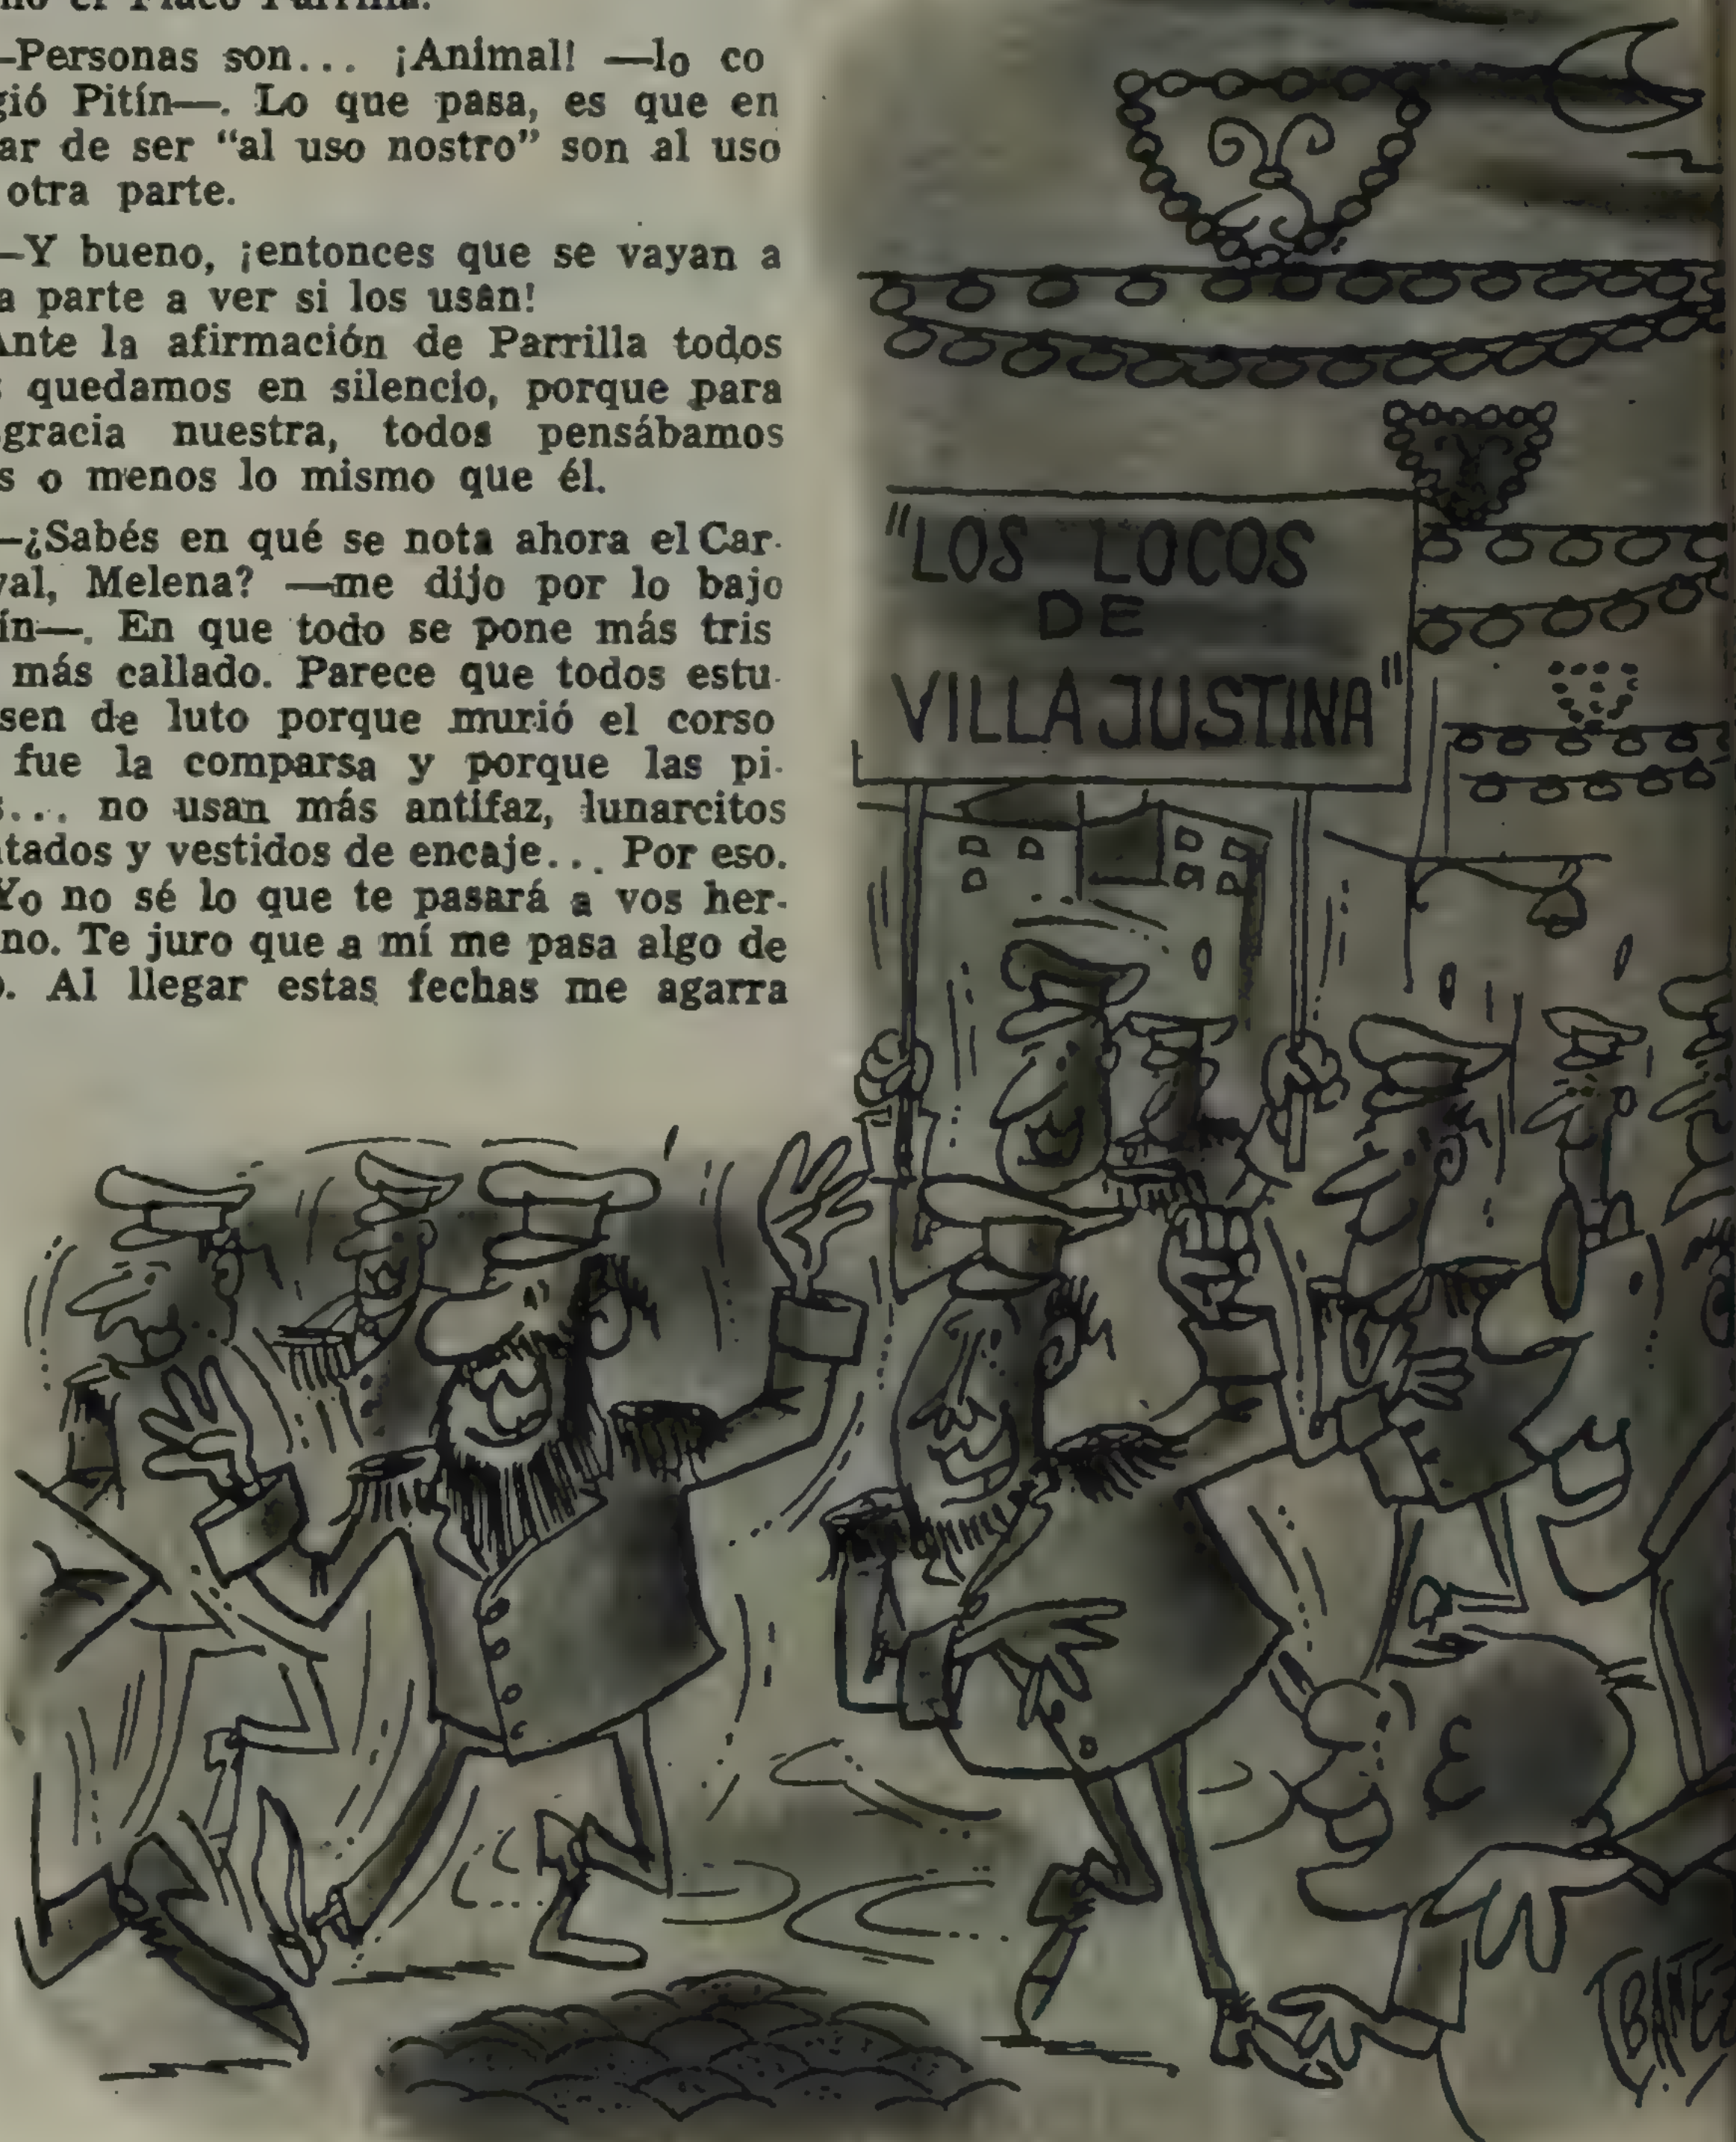 no el Flaco Parrilla.
—Personas son... ¡Animal! —lo co
gió Pitín—. Lo que pasa, es que en
ar de ser “al uso nostro” son al uso
otra parte.
—Y bueno, ¡entonces que se vayan a
a parte a ver si los usan!
Ante la afirmación de Parrilla todos
s quedamos en silencio, porque para
sgracia nuestra, todos pensábamos
s o menos lo mismo que él.
—¿Sabés en qué se nota ahora el Car-
val, Melena? —me dijo por lo bajo
ín—. En que todo se pone más tris
más callado. Parece que todos estu-
sen de luto porque murió el corso
fue la comparsa y porque las pi-
s... no usan más antifaz, lunarcitos
tados y vestidos de encaje... Por eso.
Yo no sé lo que te pasará a vos her-
no. Te juro que a mí me pasa algo de
o. Al llegar estas fechas me agarra
"LOS LOCOS
DE
VILLA JUSTINA"